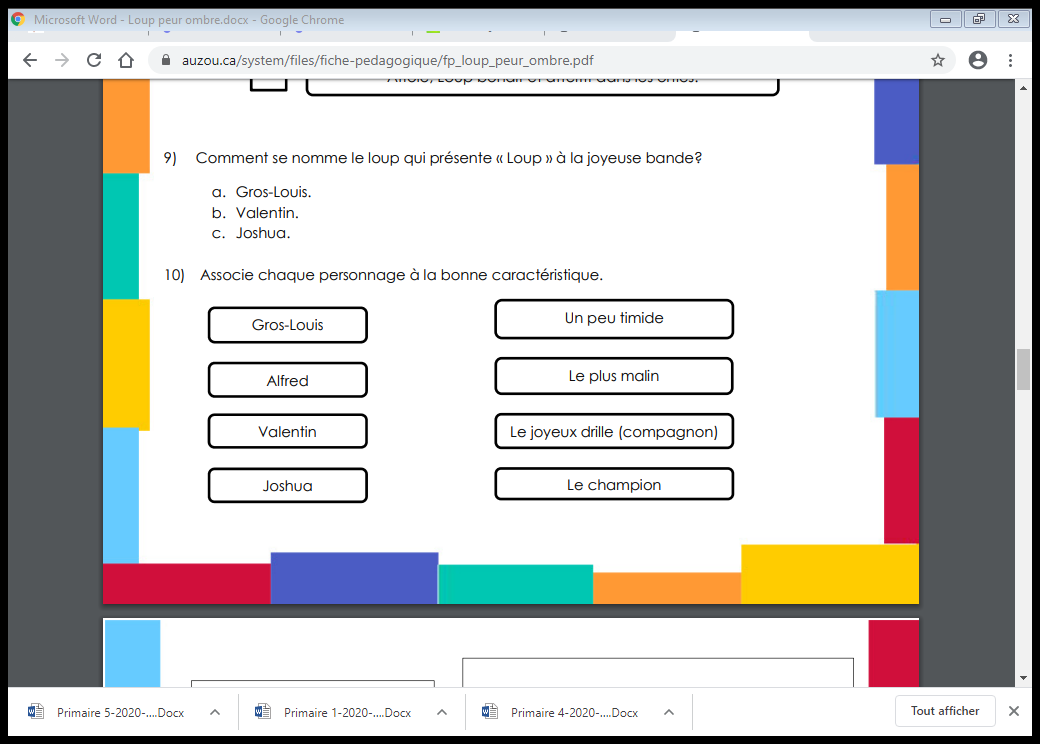 Microsoft Word - Loup peur ombre.docx - Google Chrome
auzou.ca/system/files/fiche-pedagogique/fp_loup_peur_ombre.pdf
9) Comment se nomme le loup qui présente « Loup » à la joyeuse bande?
a. Gros-Louis.
b. Valentin.
c. Joshua.
10) Associe chaque personnage à la bonne caractéristique.
Gros-Louis
Un peu timide
Alfred
Le plus malin
Valentin
Le joyeux drille (compagnon)
Joshua
Le champion
Primaire 5-2020-....Docx
Primaire 1-2020-....Docx
Primaire 4-2020-....Docx
Tout afficher